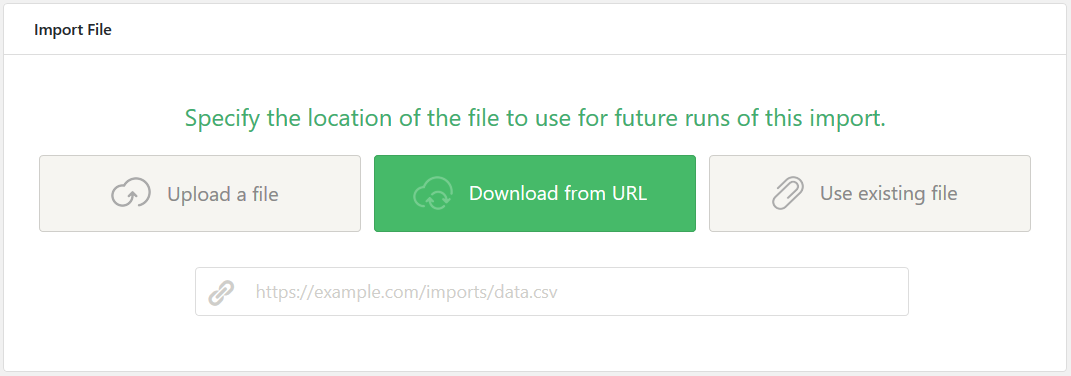 Import File
Specify the location of the file to use for future runs of this import.
Upload a file
Download from URL
Use existing file
https://example.com/imports/data.csv